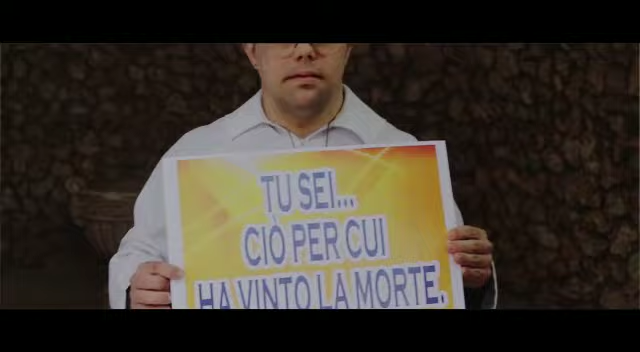 TU SEI...
CIÒ PER CUI
HA VINTO LA MORTE.